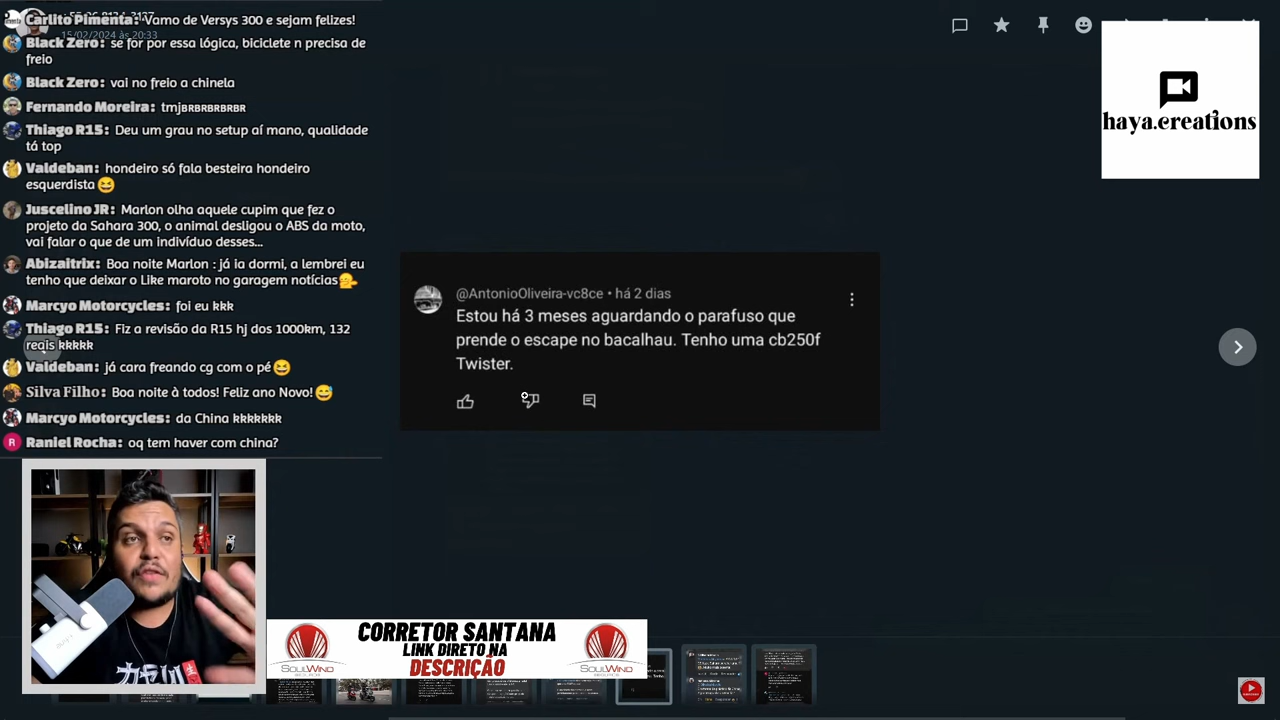 Carlito Pimenta: Vamo de Versys 300 e sejam felizes!
15/02/2024 às 20:33
Black Zero: se for por essa lógica, biciclete n precisa de
freio
Black Zero: vai no freio a chinela
Fernando Moreira: tmjBRBRBRBRBR
Thiago R15: Deu um grau no setup aí mano, qualidade
tá top
Valdeban: hondeiro só fala besteira hondeiro
esquerdista😆
Juscelino JR: Marlon olha aquele cupim que fez o
projeto da Sahara 300, o animal desligou o ABS da moto,
vai falar o que de um indivíduo desses...
Abizaitrix: Boa noite Marlon : já ia dormi, a lembrei eu
tenho que deixar o Like maroto no garagem notícias
Marcyo Motorcycles: foi eu kkk
Thiago R15: FIz a revisão da R15 hj dos 1000km, 132
reais kkkkk
Valdeban: já cara freando cg com o pé😆
Silva Filho: Boa noite à todos! Feliz ano Novo!😅
Marcyo Motorcycles: da China kkkkkkk
R Raniel Rocha: oq tem haver com china?
haya.creations
@AntonioOliveira-vc8ce • há 2 dias
Estou há 3 meses aguardando o parafuso que
prende o escape no bacalhau. Tenho uma cb250f
Twister.
CORRETOR SANTANA
LINK DIRETO NA
DESCRIÇÃO
SOULWIND
SOULWIND